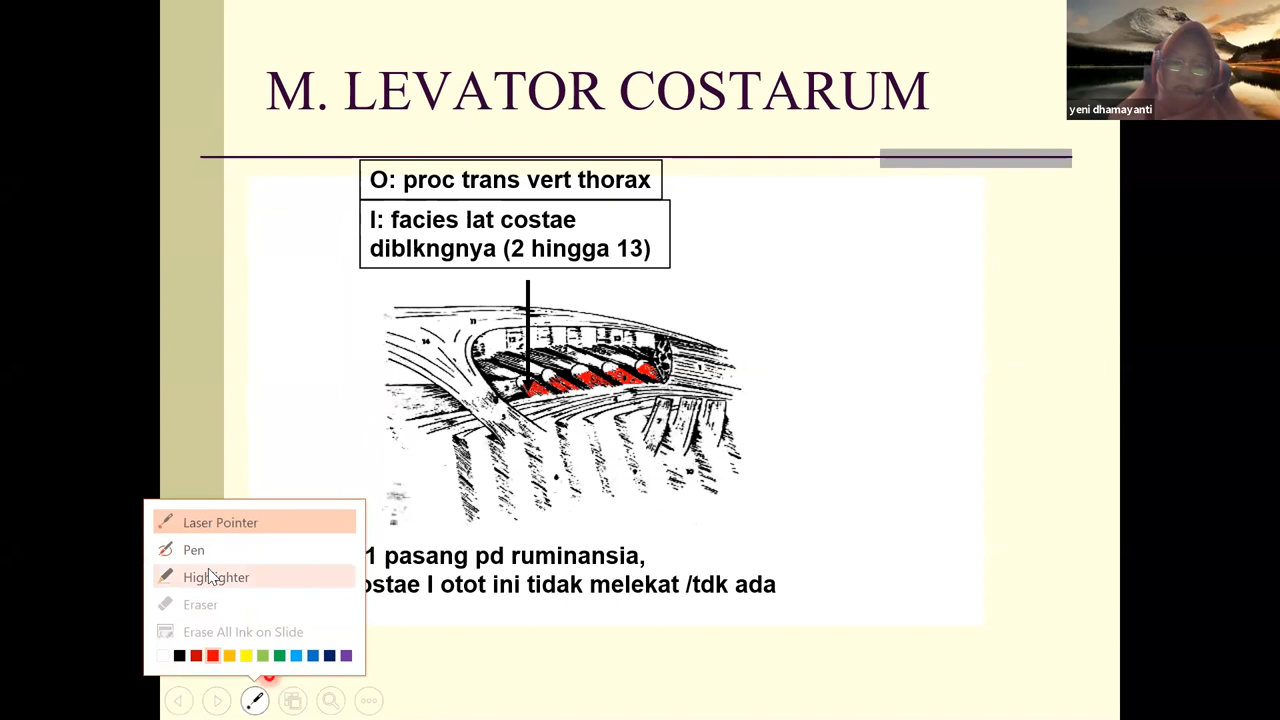 M. LEVATOR COSTARUM
yeni dhamayanti
O: proc trans vert thorax
I: facies lat costae
diblkngnya (2 hingga 13)
1 pasang pd ruminansia,
ostae I otot ini tidak melekat /tdk ada
Laser Pointer
Pen
Highlighter
Eraser
Erase All Ink on Slide